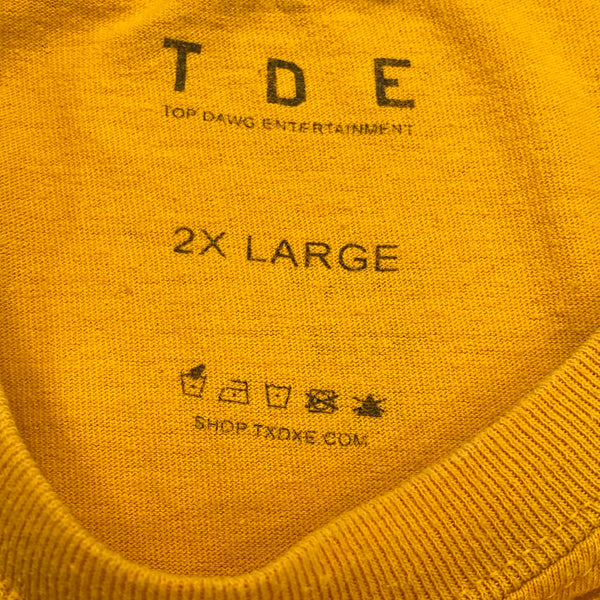 T D E
TOP DAWG ENTERTAINMENT
2X LARGE
SHOP.TXDXE.COM